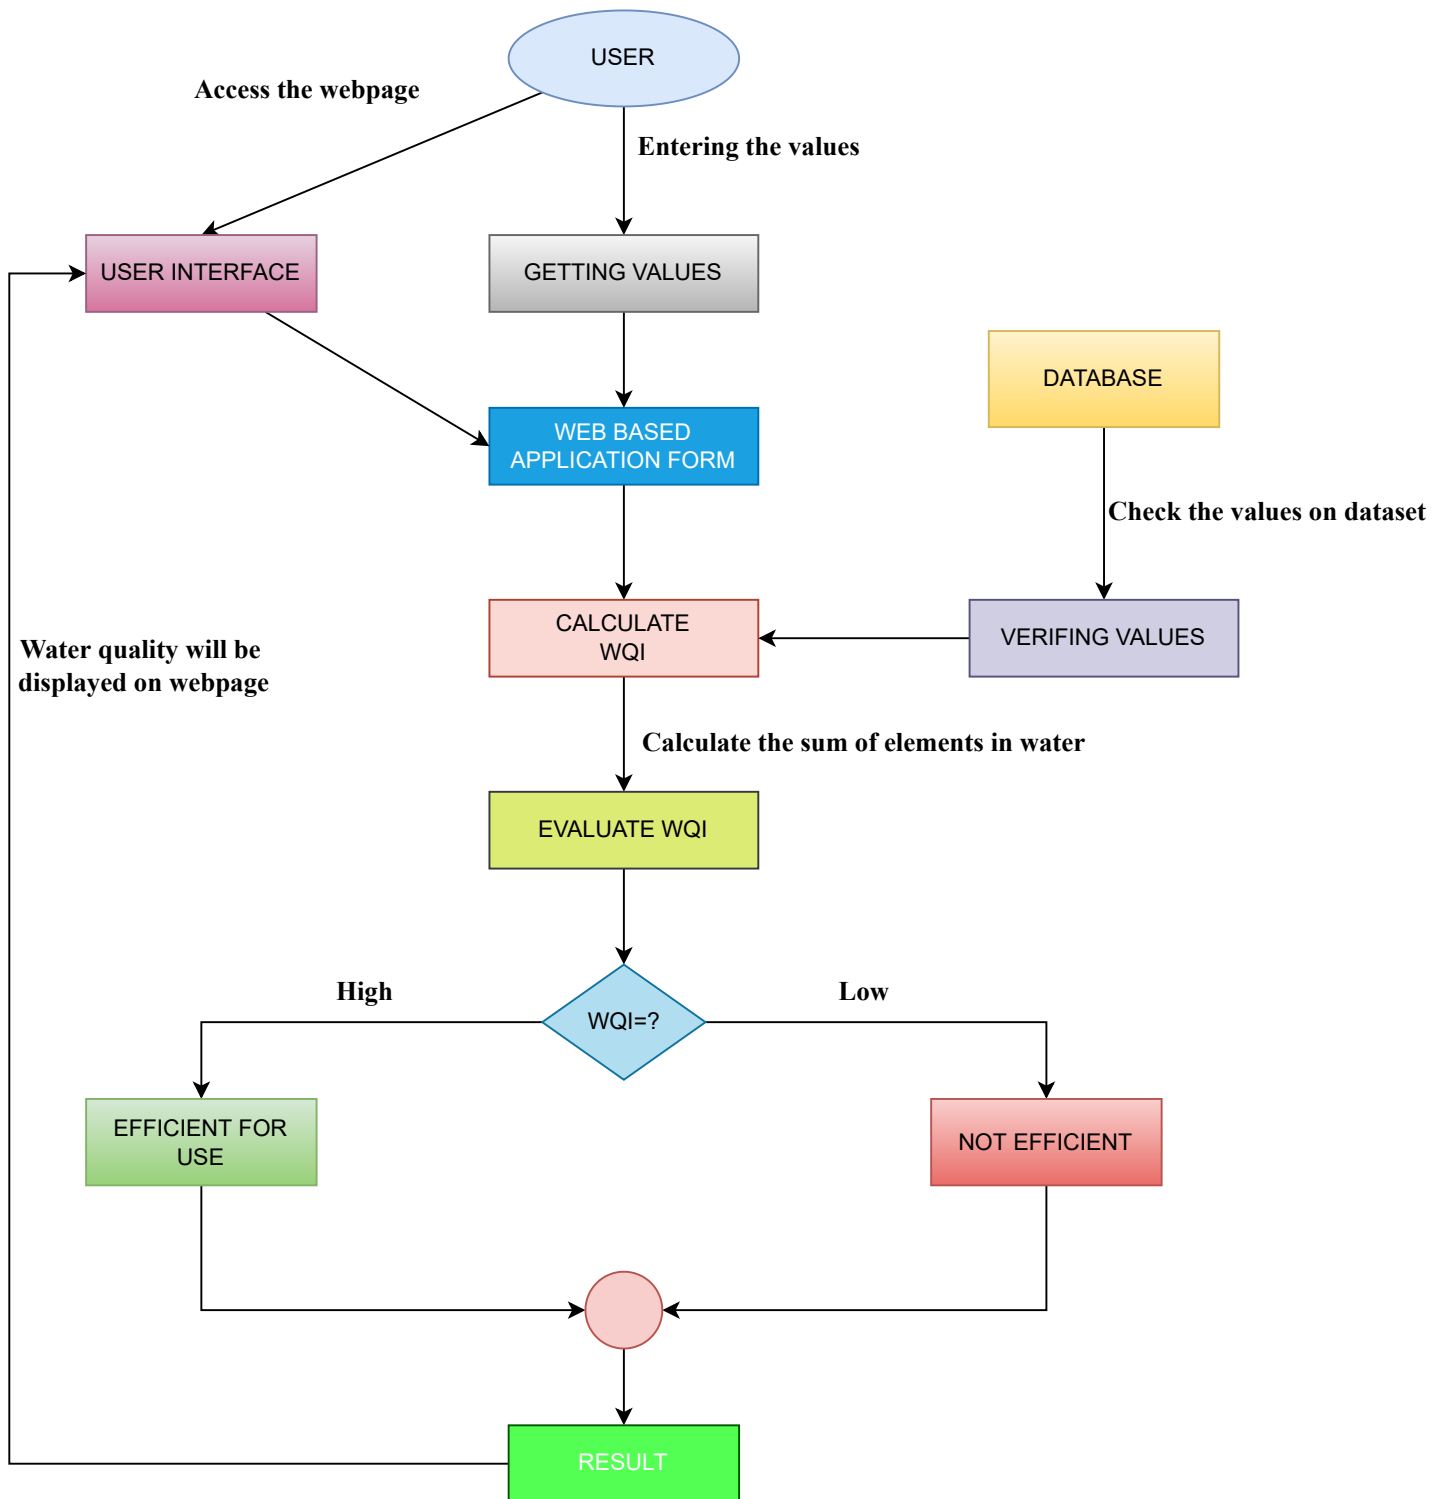 USER
Access the webpage
Entering the values
USER INTERFACE
GETTING VALUES
DATABASE
WEB BASED
APPLICATION FORM
Check the values on dataset
CALCULATE
WQI
VERIFING VALUES
Water quality will be
displayed on webpage
Calculate the sum of elements in water
EVALUATE WQI
High
Low
WQI=?
EFFICIENT FOR
USE
NOT EFFICIENT
RESULT